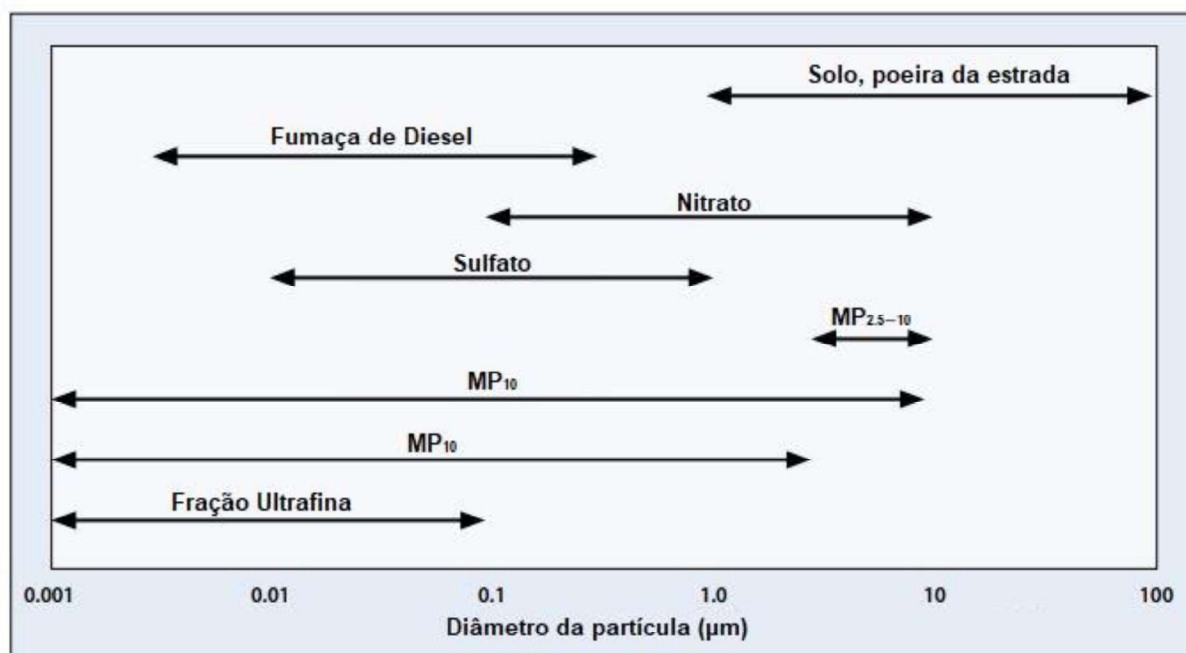 Solo, poeira da estrada
Fumaça de Diesel
Nitrato
Sulfato
MP2.5–10
MP10
MP10
Fração Ultrafina
0.001 0.01 0.1 1.0 10 100
Diâmetro da partícula (µm)